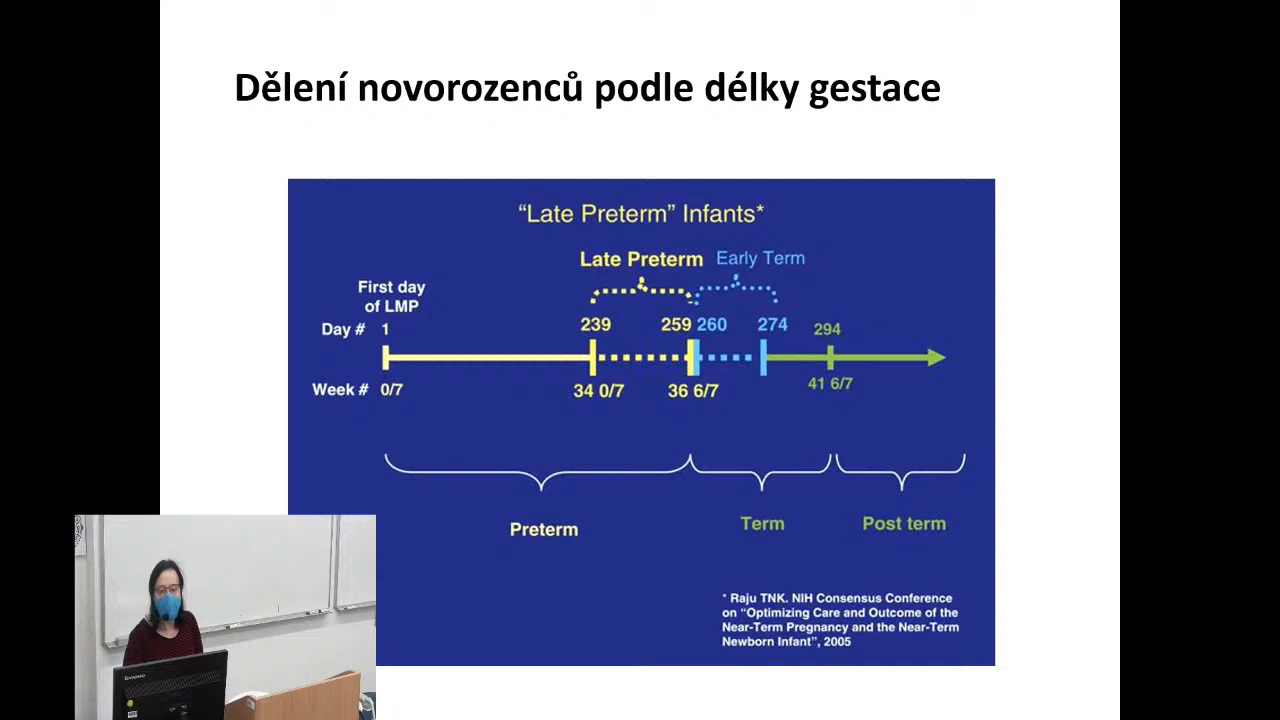 Dělení novorozenců podle délky gestace
“Late Preterm” Infants*
Late Preterm Early Term
First day
of LMP
239 259 260 274 294
Day # 1
Week # 0/7 34 0/7 36 6/7 41 6/7
Preterm Term Post term
* Raju TNK. NIH Consensus Conference
on “Optimizing Care and Outcome of the
Near-Term Pregnancy and the Near-Term
Newborn Infant”, 2005
lenovo